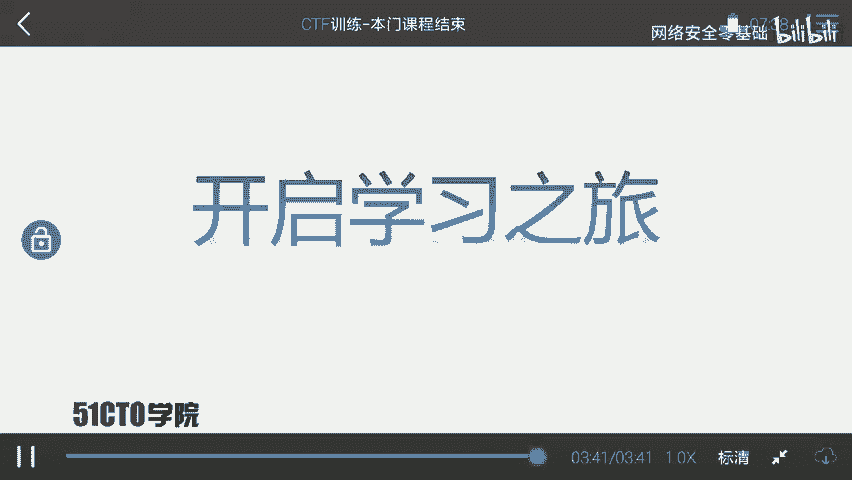 CTF训练-本门课程结束
07:38
网络安全零基础 bilibili
开启学习之旅
51CTO学院
03:41/03:41 1.0X 标清